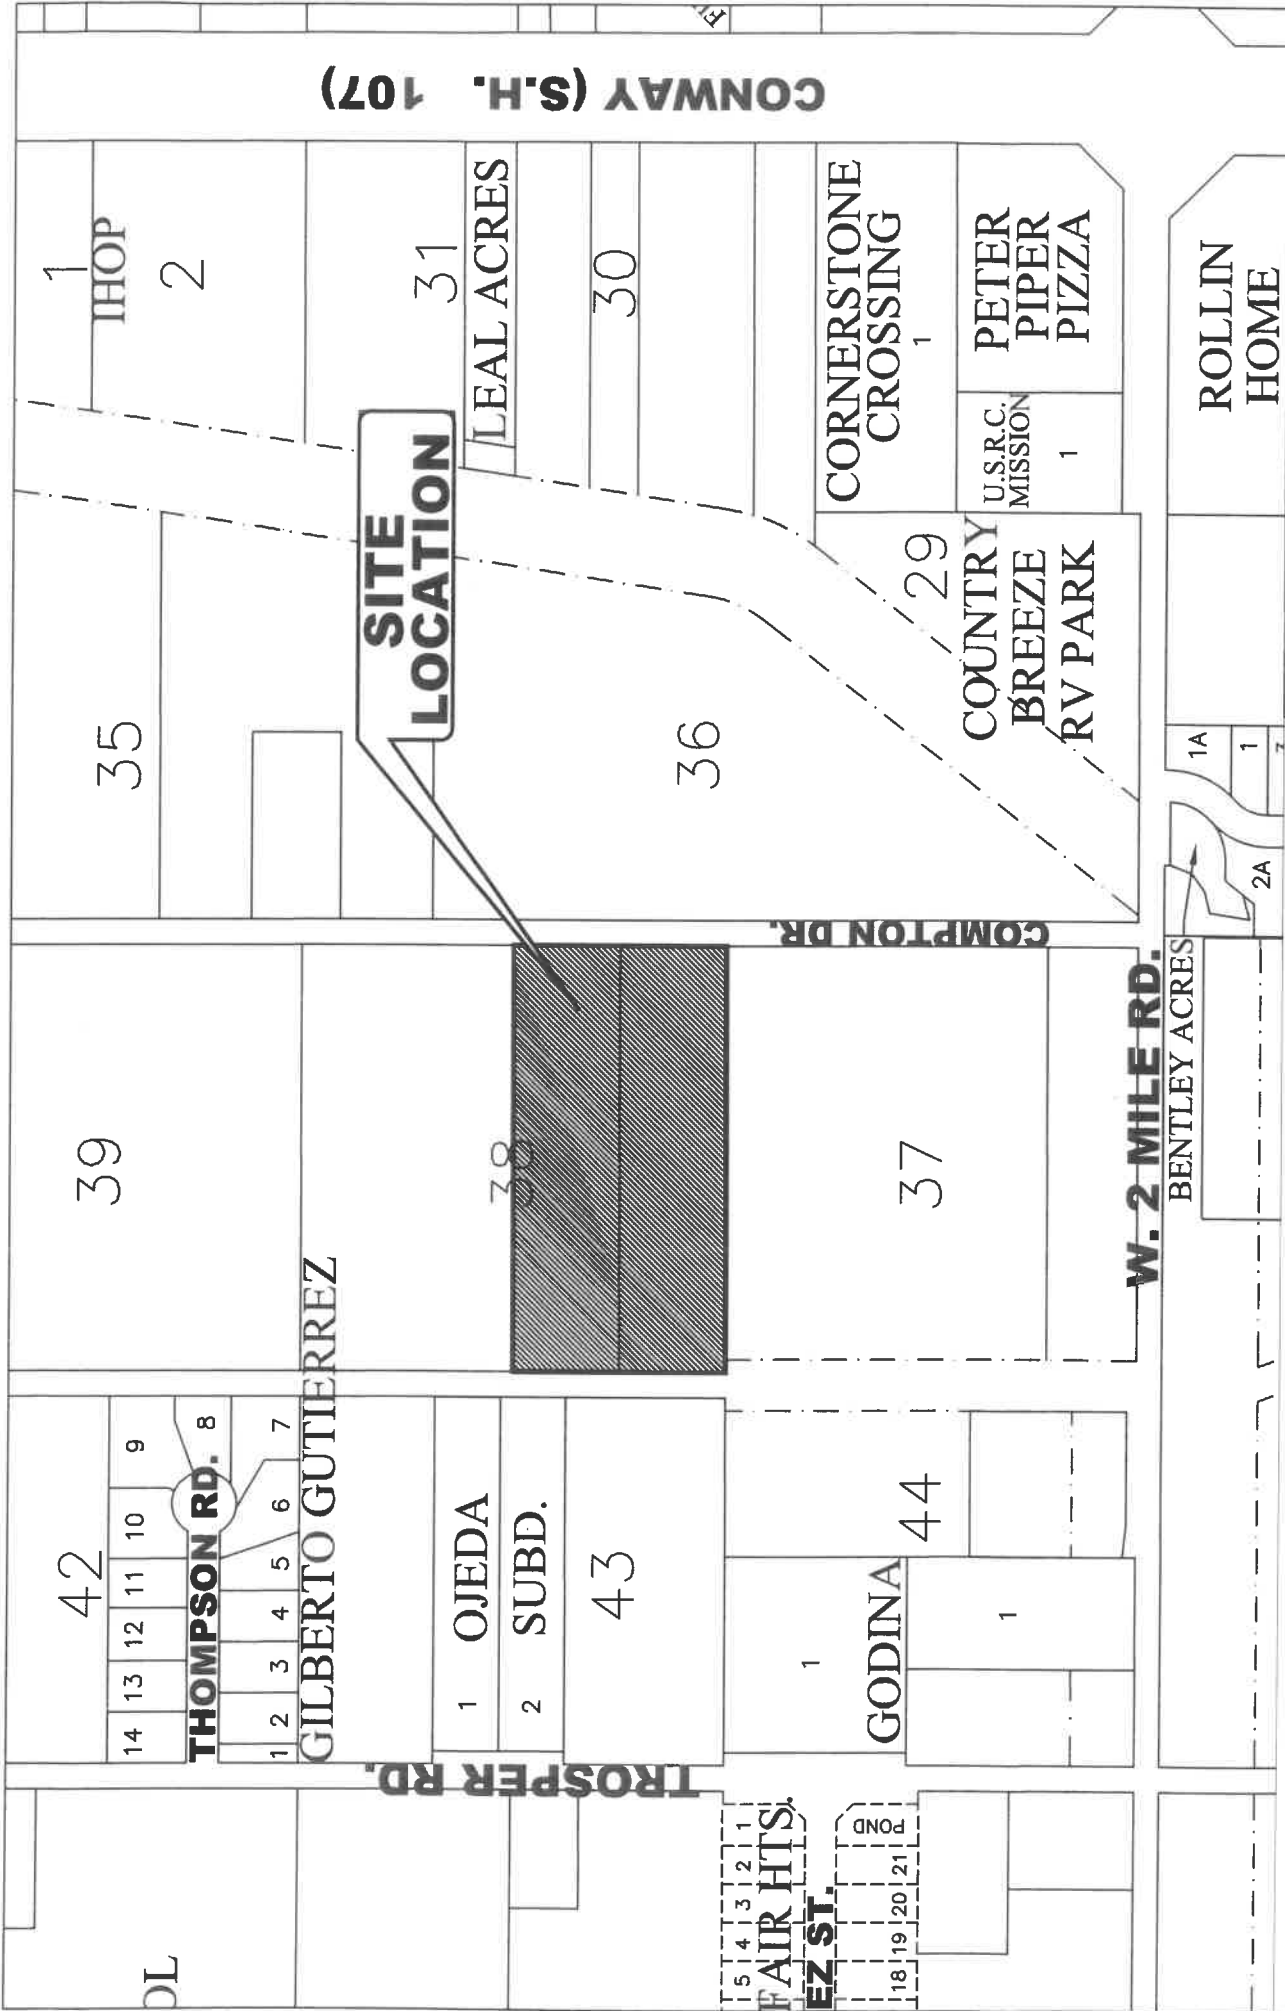 CONWAY (S.H. 107)
1
IHOP
2
31
LEAL ACRES
30
CORNERSTONE
CROSSING
1
PETER
PIPER
PIZZA
U.S.R.C.
MISSION
1
ROLLIN
HOME
SITE
LOCATION
35
36
29
COUNTRY
BREEZE
RV PARK
1A
1
2A
COMPTON DR.
39
38
37
W. 2 MILE RD.
BENTLEY ACRES
42
9
8
7
10
6
11
5
12
4
13
3
14
2
1
THOMPSON RD.
GILBERTO GUTIERREZ
OJEDA
SUBD.
1
2
43
44
GODINA
1
1
TROSPER RD.
FAIR HTS.
1
2
3
4
5
POND
21
20
19
18
EZ ST.
OL